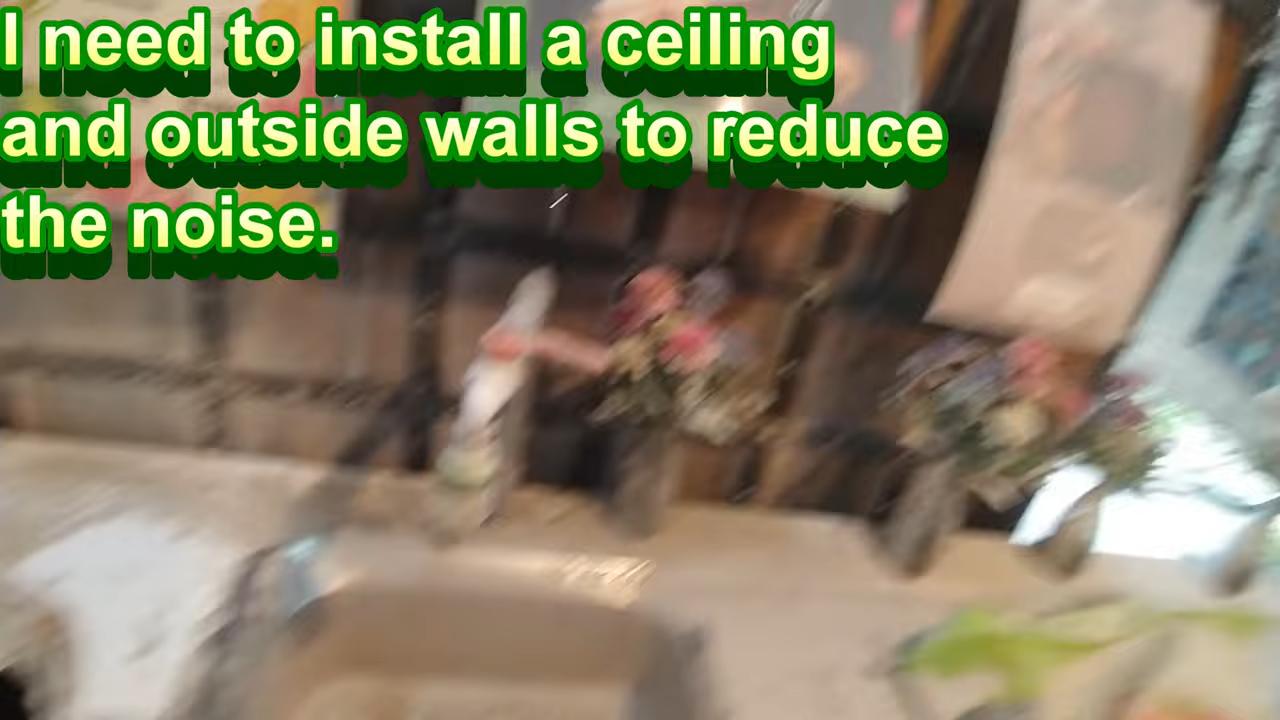 I need to install a ceiling
and outside walls to reduce
the noise.